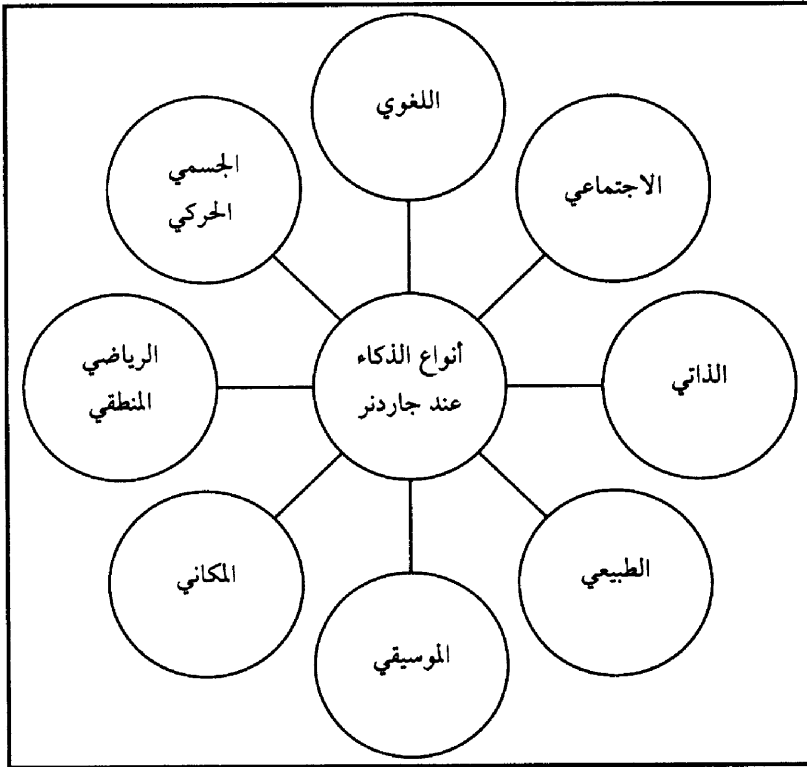 اللغوي
الاجتماعي
الجسمي
الحركي
أنواع الذكاء
عند جاردنر
الذاتي
الرياضي
المنطقي
الطبيعي
المكاني
الموسيقي